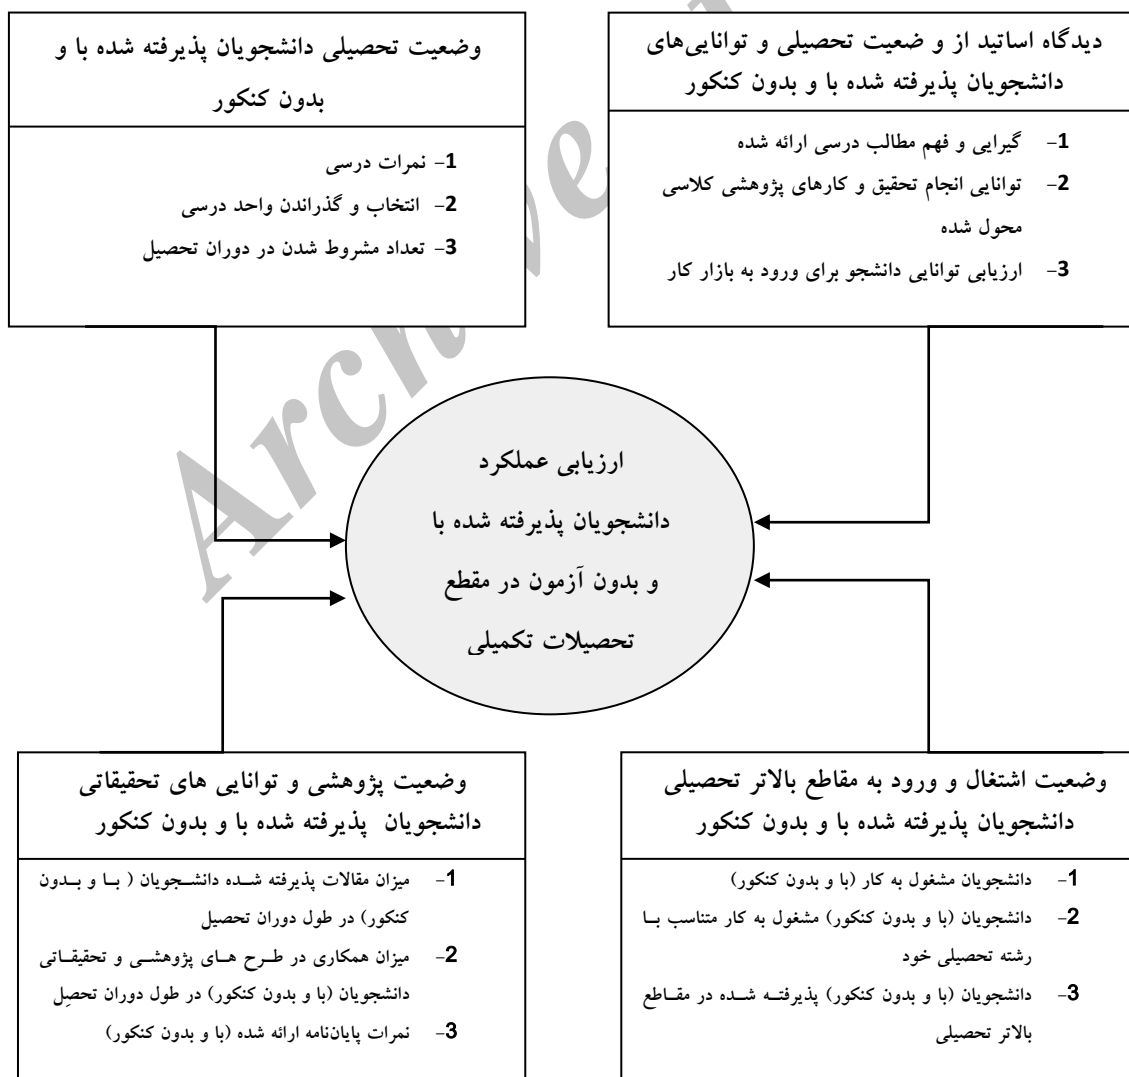 دیدگاه اساتید از و ضعیت تحصیلی و توانایی‌های
دانشجویان پذیرفته شده با و بدون کنکور
1- گیرایی و فهم مطالب درسی ارائه شده
2- توانایی انجام تحقیق و کارهای پژوهشی کلاسی
محول شده
3- ارزیابی توانایی دانشجو برای ورود به بازار کار
وضعیت تحصیلی دانشجویان پذیرفته شده با و
بدون کنکور
1- نمرات درسی
2- انتخاب و گذراندن واحد درسی
3- تعداد مشروط شدن در دوران تحصیل
ارزیابی عملکرد
دانشجویان پذیرفته شده با
و بدون آزمون در مقطع
تحصیلات تکمیلی
وضعیت اشتغال و ورود به مقاطع بالاتر تحصیلی
دانشجویان پذیرفته شده با و بدون کنکور
1- دانشجویان مشغول به کار (با و بدون کنکور)
2- دانشجویان (با و بدون کنکور) مشغول به کار متناسب با
رشته تحصیلی خود
3- دانشجویان (با و بدون کنکور) پذیرفته شده در مقاطع
بالاتر تحصیلی
وضعیت پژوهشی و توانایی های تحقیقاتی
دانشجویان پذیرفته شده با و بدون کنکور
1- میزان مقالات پذیرفته شده دانشجویان ( با و بدون
کنکور) در طول دوران تحصیل
2- میزان همکاری در طرح های پژوهشی و تحقیقاتی
دانشجویان (با و بدون کنکور) در طول دوران تحصِل
3- نمرات پایان‌نامه ارائه شده (با و بدون کنکور)